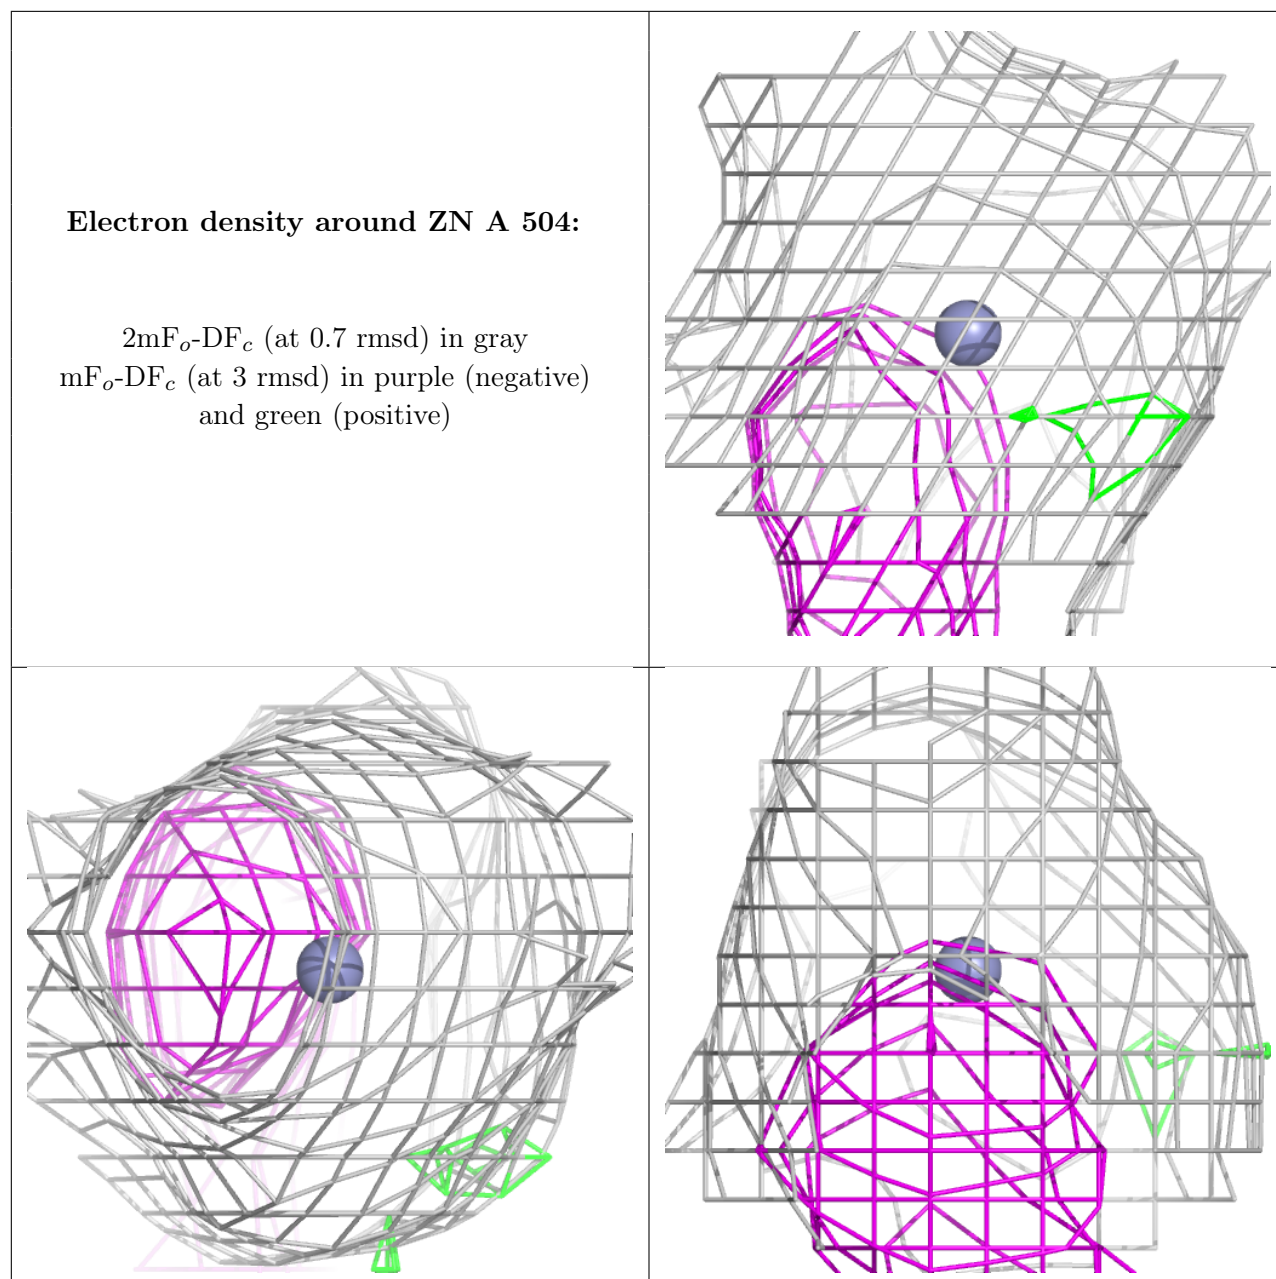 Electron density around ZN A 504:
2mFo-DFc (at 0.7 rmsd) in gray
mFo-DFc (at 3 rmsd) in purple (negative)
and green (positive)